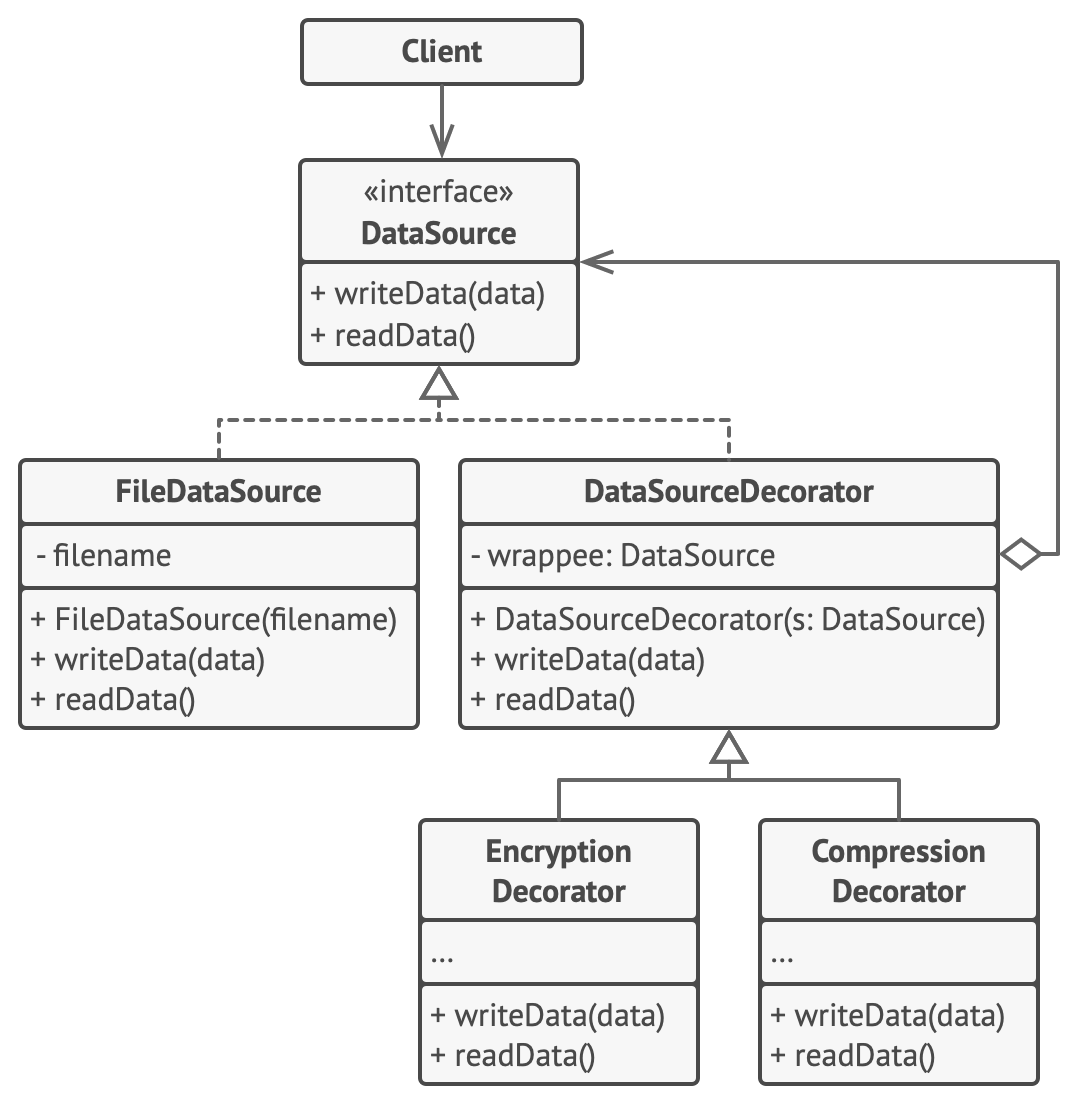 Client
«interface»
DataSource
+ writeData(data)
+ readData()
FileDataSource
- filename
+ FileDataSource(filename)
+ writeData(data)
+ readData()
DataSourceDecorator
- wrappee: DataSource
+ DataSourceDecorator(s: DataSource)
+ writeData(data)
+ readData()
Encryption
Decorator
...
+ writeData(data)
+ readData()
Compression
Decorator
...
+ writeData(data)
+ readData()